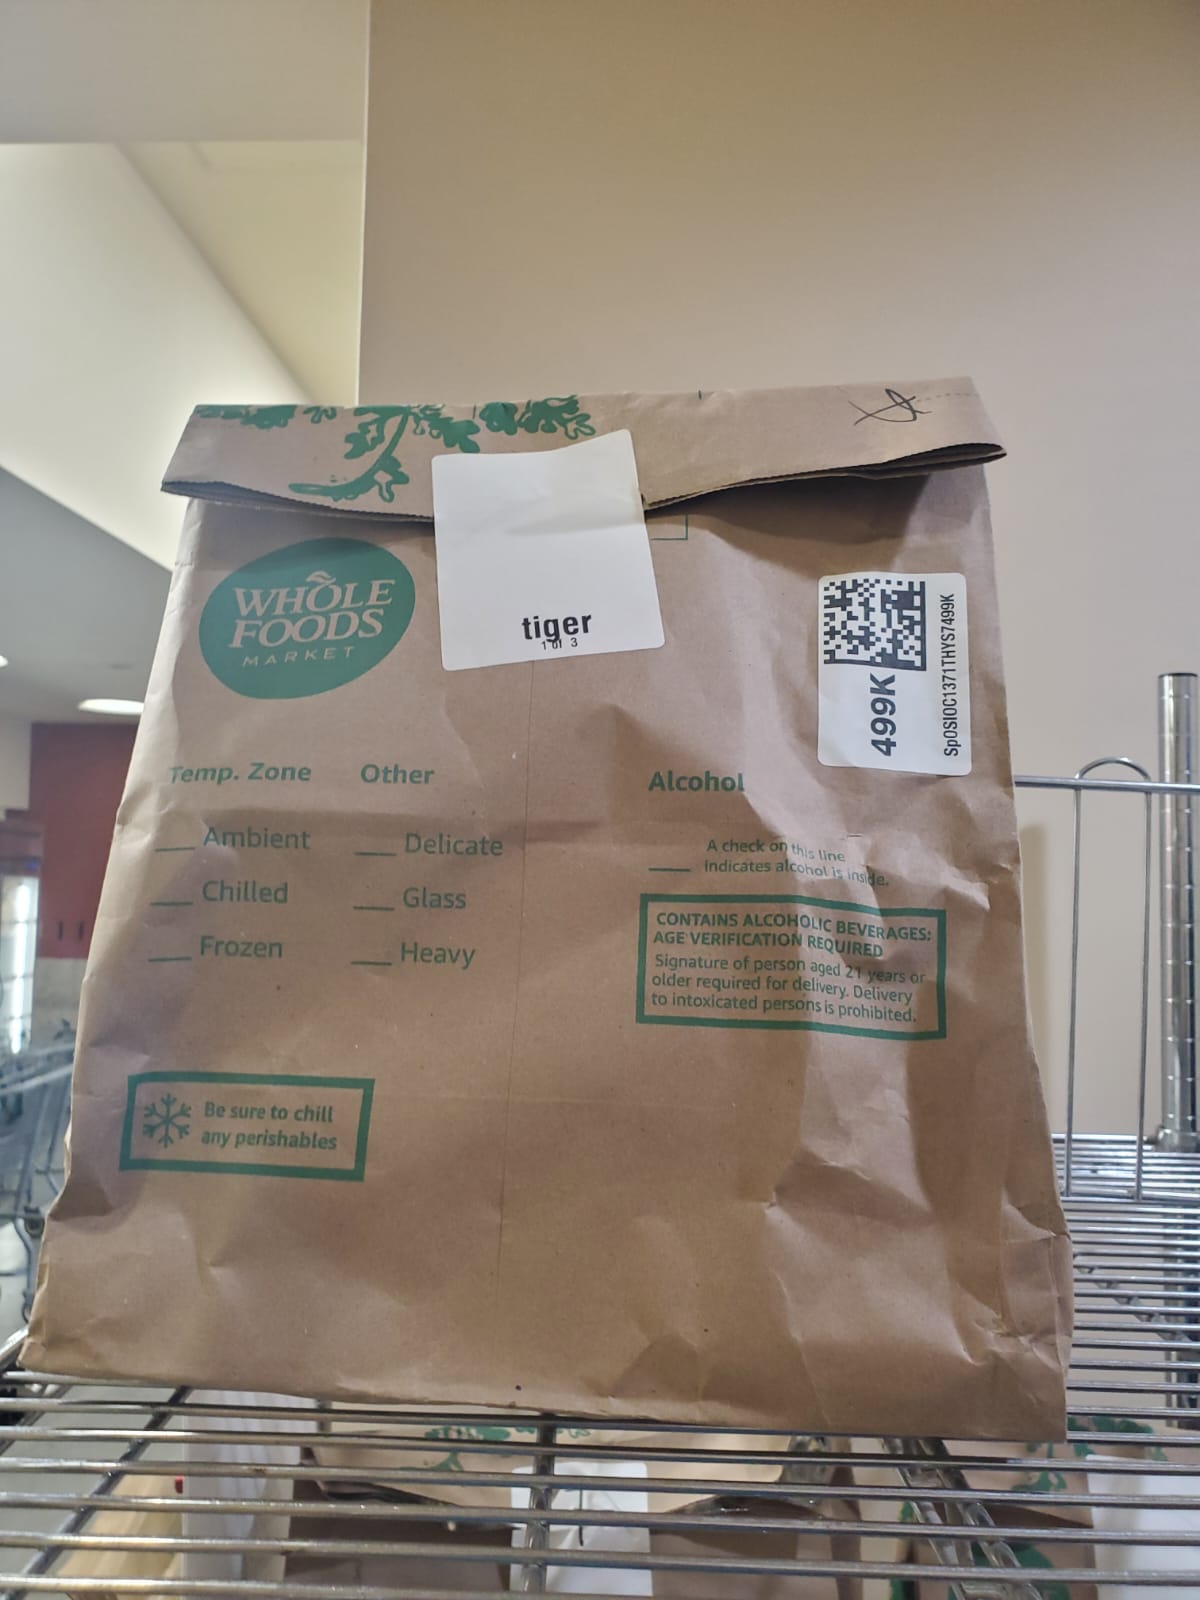 WHOLE
FOODS
MARKET
tiger
1 of 3
499K
SpOSIOC1371THYS7499K
Temp. Zone
Other
Alcohol
Ambient
Delicate
Chilled
Glass
Frozen
Heavy
A check on this line
indicates alcohol is inside.
CONTAINS ALCOHOLIC BEVERAGES:
AGE VERIFICATION REQUIRED
Signature of person aged 21 years or
older required for delivery. Delivery
to intoxicated persons is prohibited.
Be sure to chill
any perishables